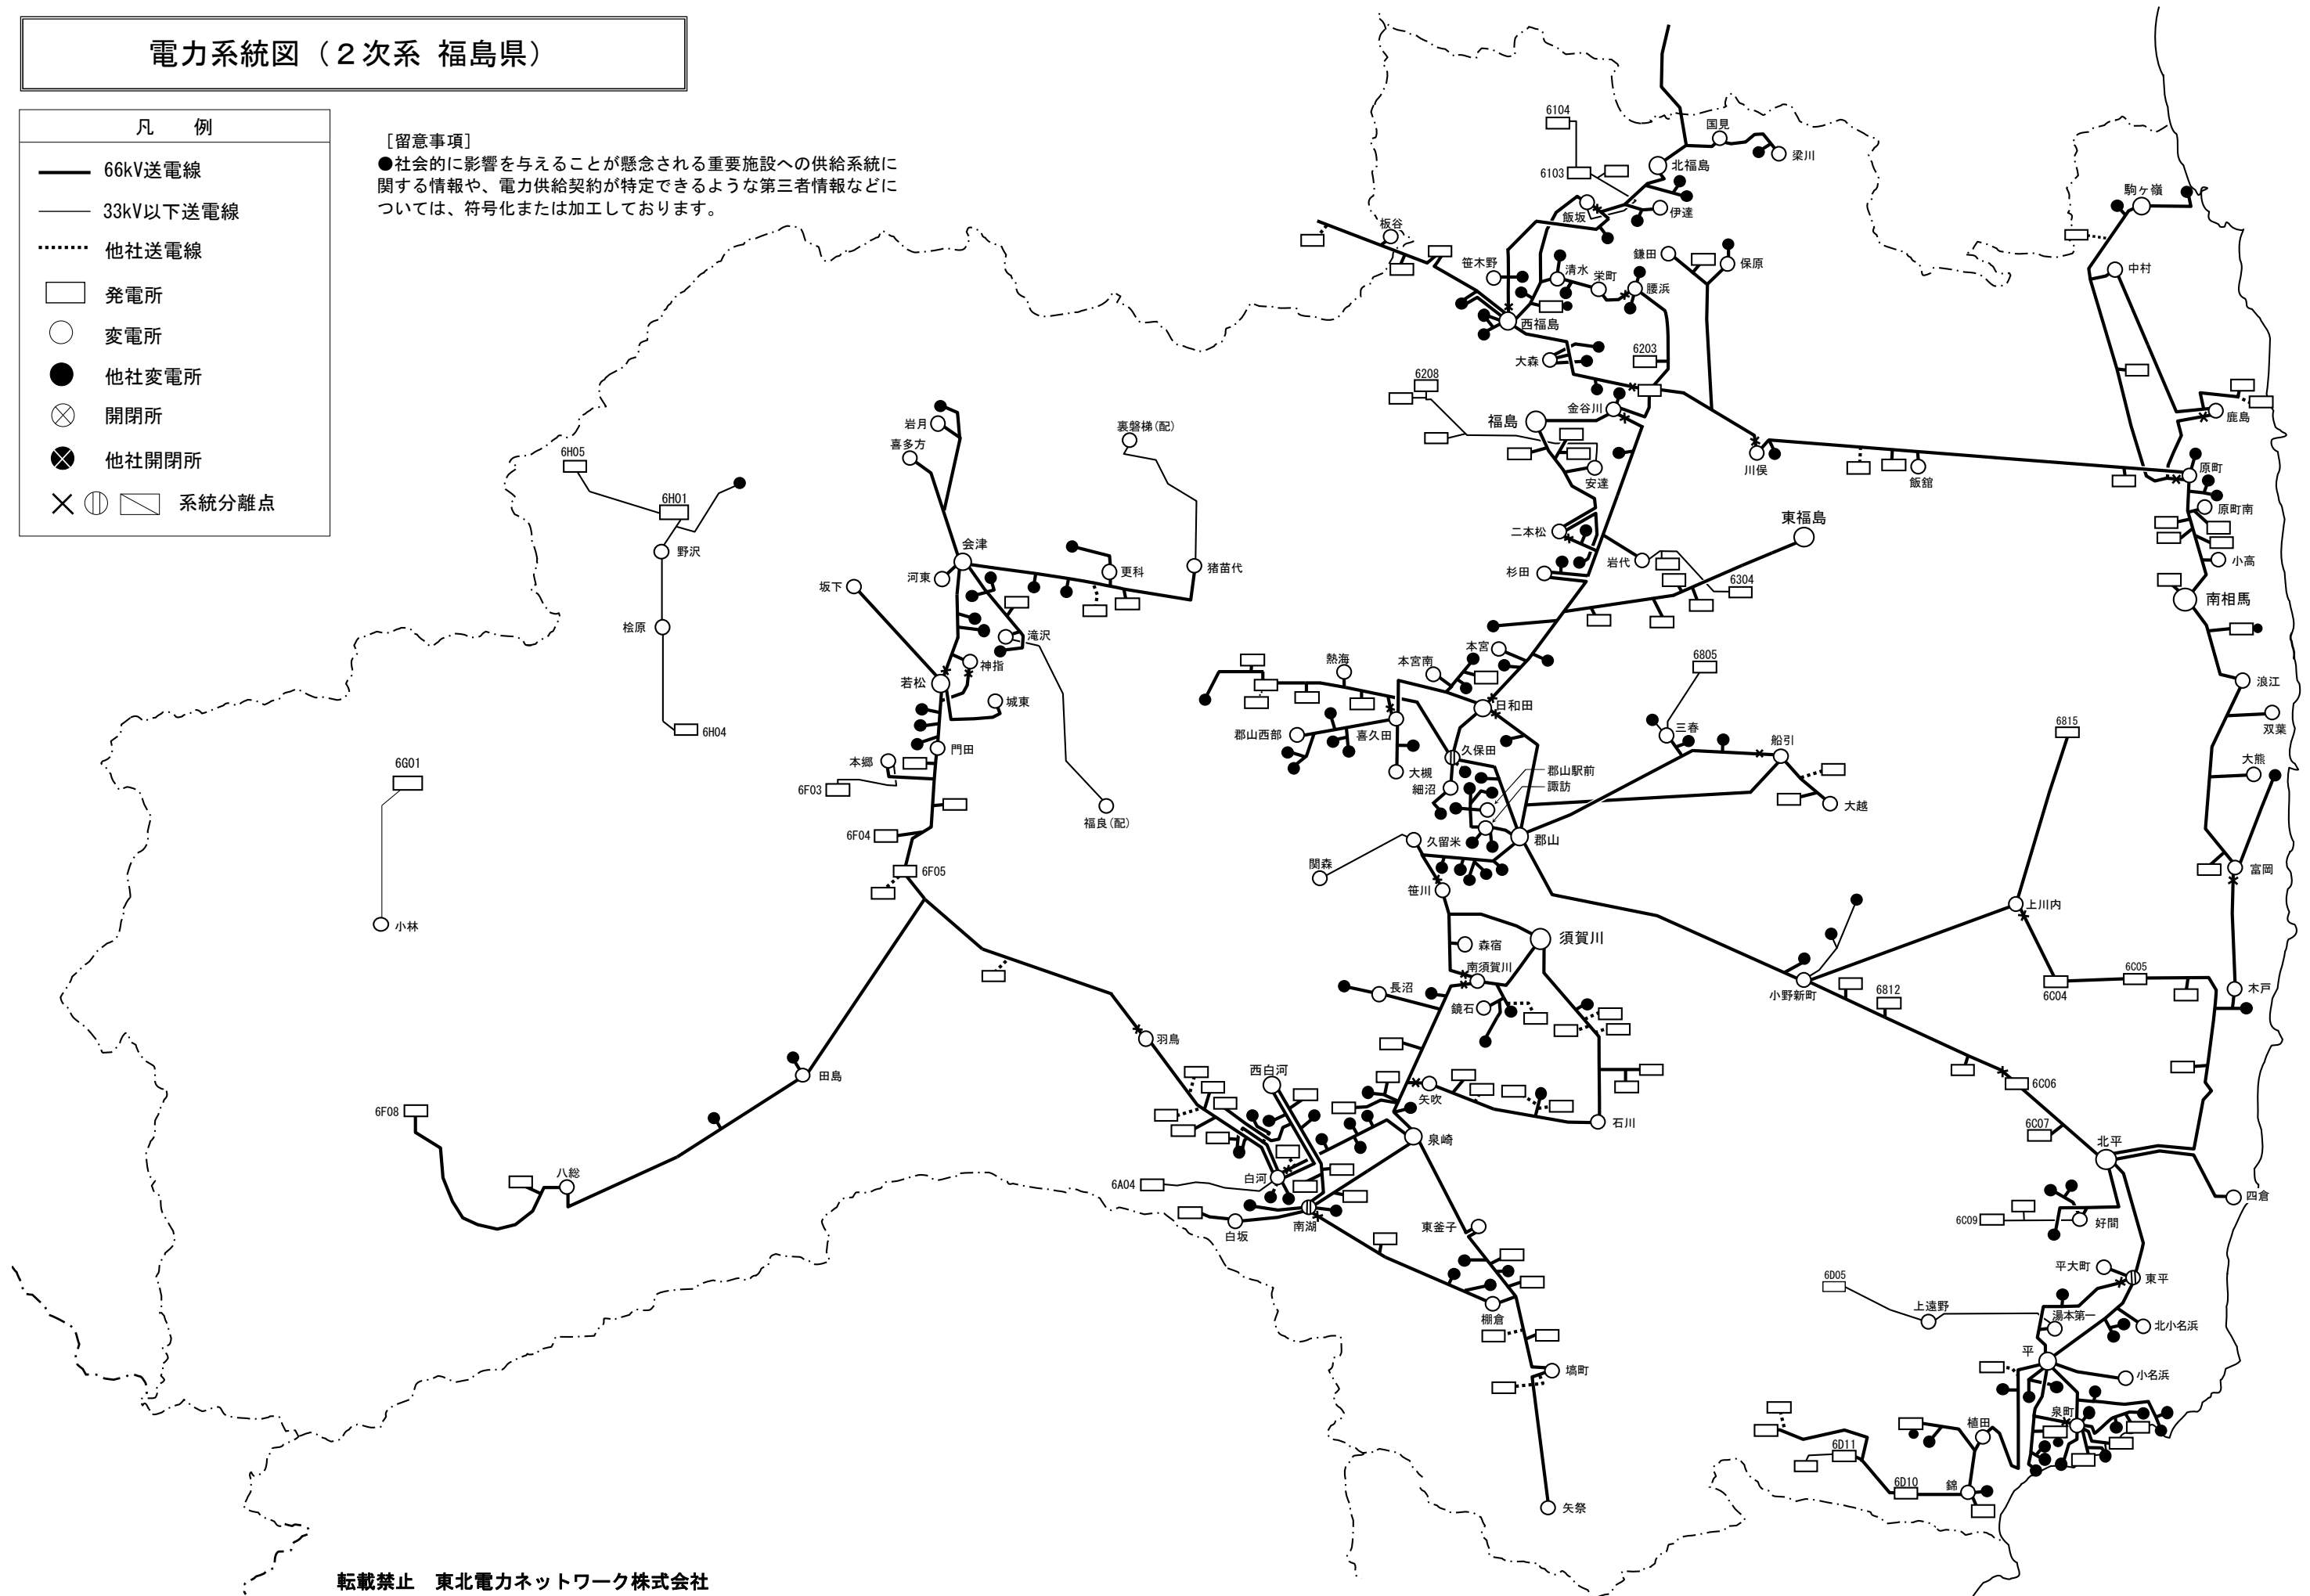 電力系統図（２次系 福島県）
凡　例
66kV送電線
33kV以下送電線
他社送電線
発電所
変電所
他社変電所
開閉所
他社開閉所
系統分離点
［留意事項］
●社会的に影響を与えることが懸念される重要施設への供給系統に
関する情報や、電力供給契約が特定できるような第三者情報などに
ついては、符号化または加工しております。
6104
国見
梁川
6103
北福島
飯坂
伊達
駒ヶ嶺
板谷
笹木野
清水
栄町
腰浜
鎌田
保原
中村
西福島
大森
6203
6208
金谷川
福島
鹿島
川俣
飯舘
原町
安達
原町南
二本松
東福島
岩代
小高
杉田
6304
南相馬
岩月
喜多方
裏磐梯(配)
6H05
6H01
野沢
会津
河東
更科
猪苗代
坂下
桧原
滝沢
神指
若松
城東
6H04
門田
本郷
6F03
6G01
福良(配)
6F04
6F05
小林
本宮
本宮南
熱海
日和田
6805
三春
船引
浪江
双葉
6815
郡山西部
喜久田
久保田
大槻
細沼
郡山駅前
諏訪
大越
大熊
久留米
郡山
関森
笹川
富岡
上川内
森宿
須賀川
南須賀川
長沼
鏡石
小野新町
6812
6C04
6C05
木戸
羽鳥
西白河
矢吹
石川
6C06
田島
6F08
八総
泉崎
6C07
北平
白河
6A04
南湖
白坂
東釜子
四倉
6C09
好間
平大町
東平
6D05
上遠野
湯本第一
北小名浜
棚倉
平
塙町
小名浜
泉町
植田
6D11
6D10
錦
矢祭
転載禁止　東北電力ネットワーク株式会社